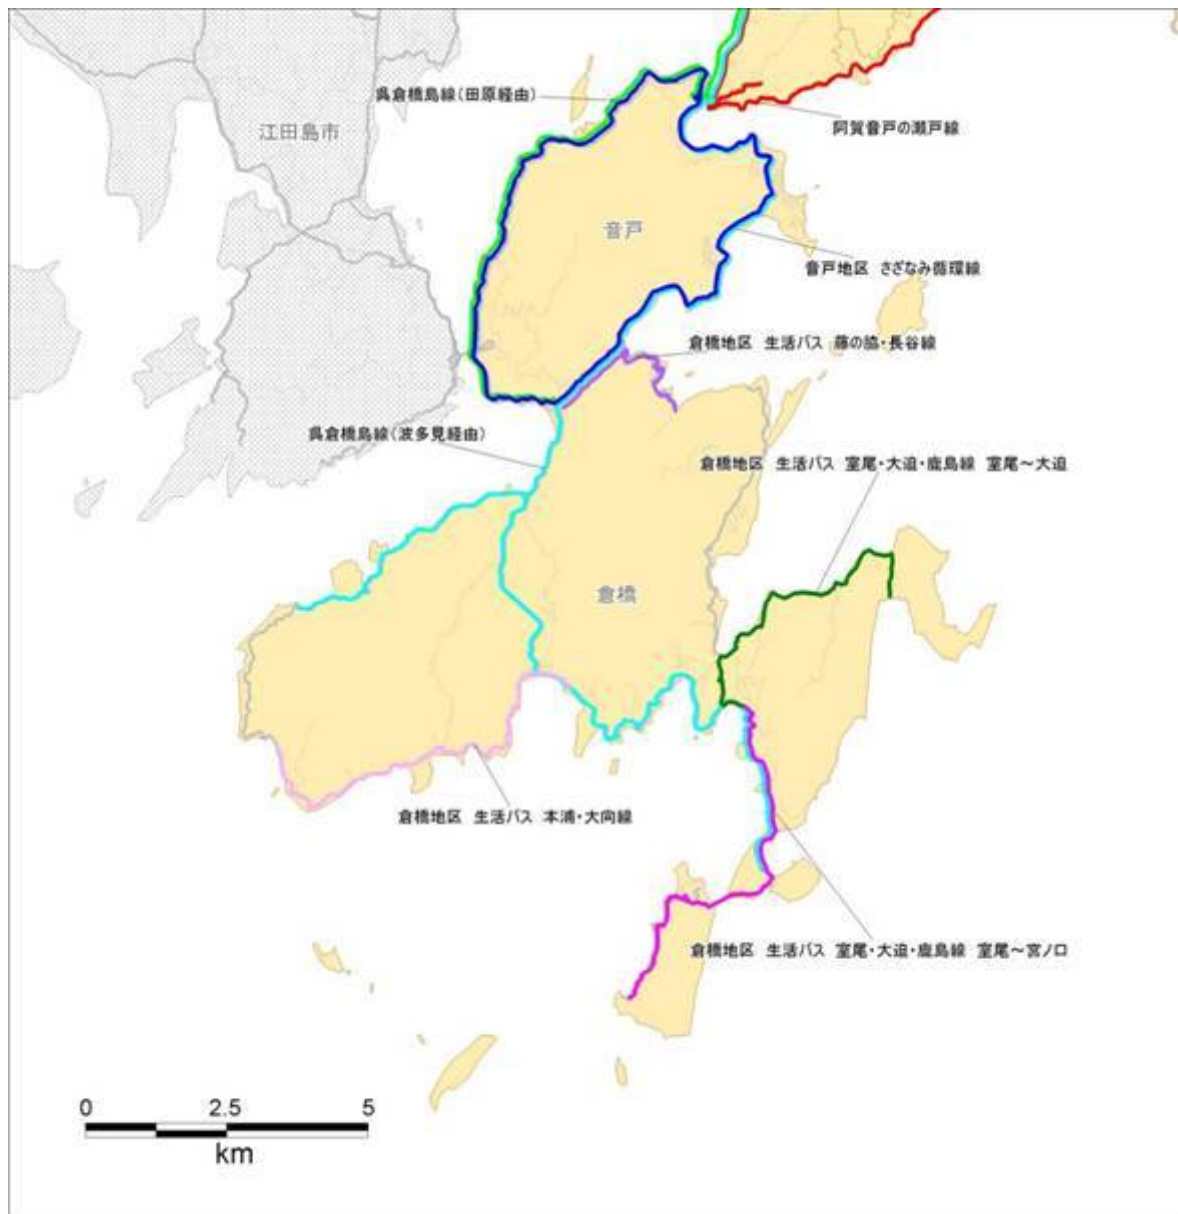 呉倉橋島線(田原経由)
江田島市
阿賀音戸の瀬戸線
音戸
音戸地区 さざなみ循環線
倉橋地区 生活バス 藤の脇・長谷線
呉倉橋島線(波多見経由)
倉橋地区 生活バス 室尾・大迫・鹿島線 室尾～大迫
倉橋
倉橋地区 生活バス 本浦・大向線
倉橋地区 生活バス 室尾・大迫・鹿島線 室尾～宮ノ口
0 2.5 5
km